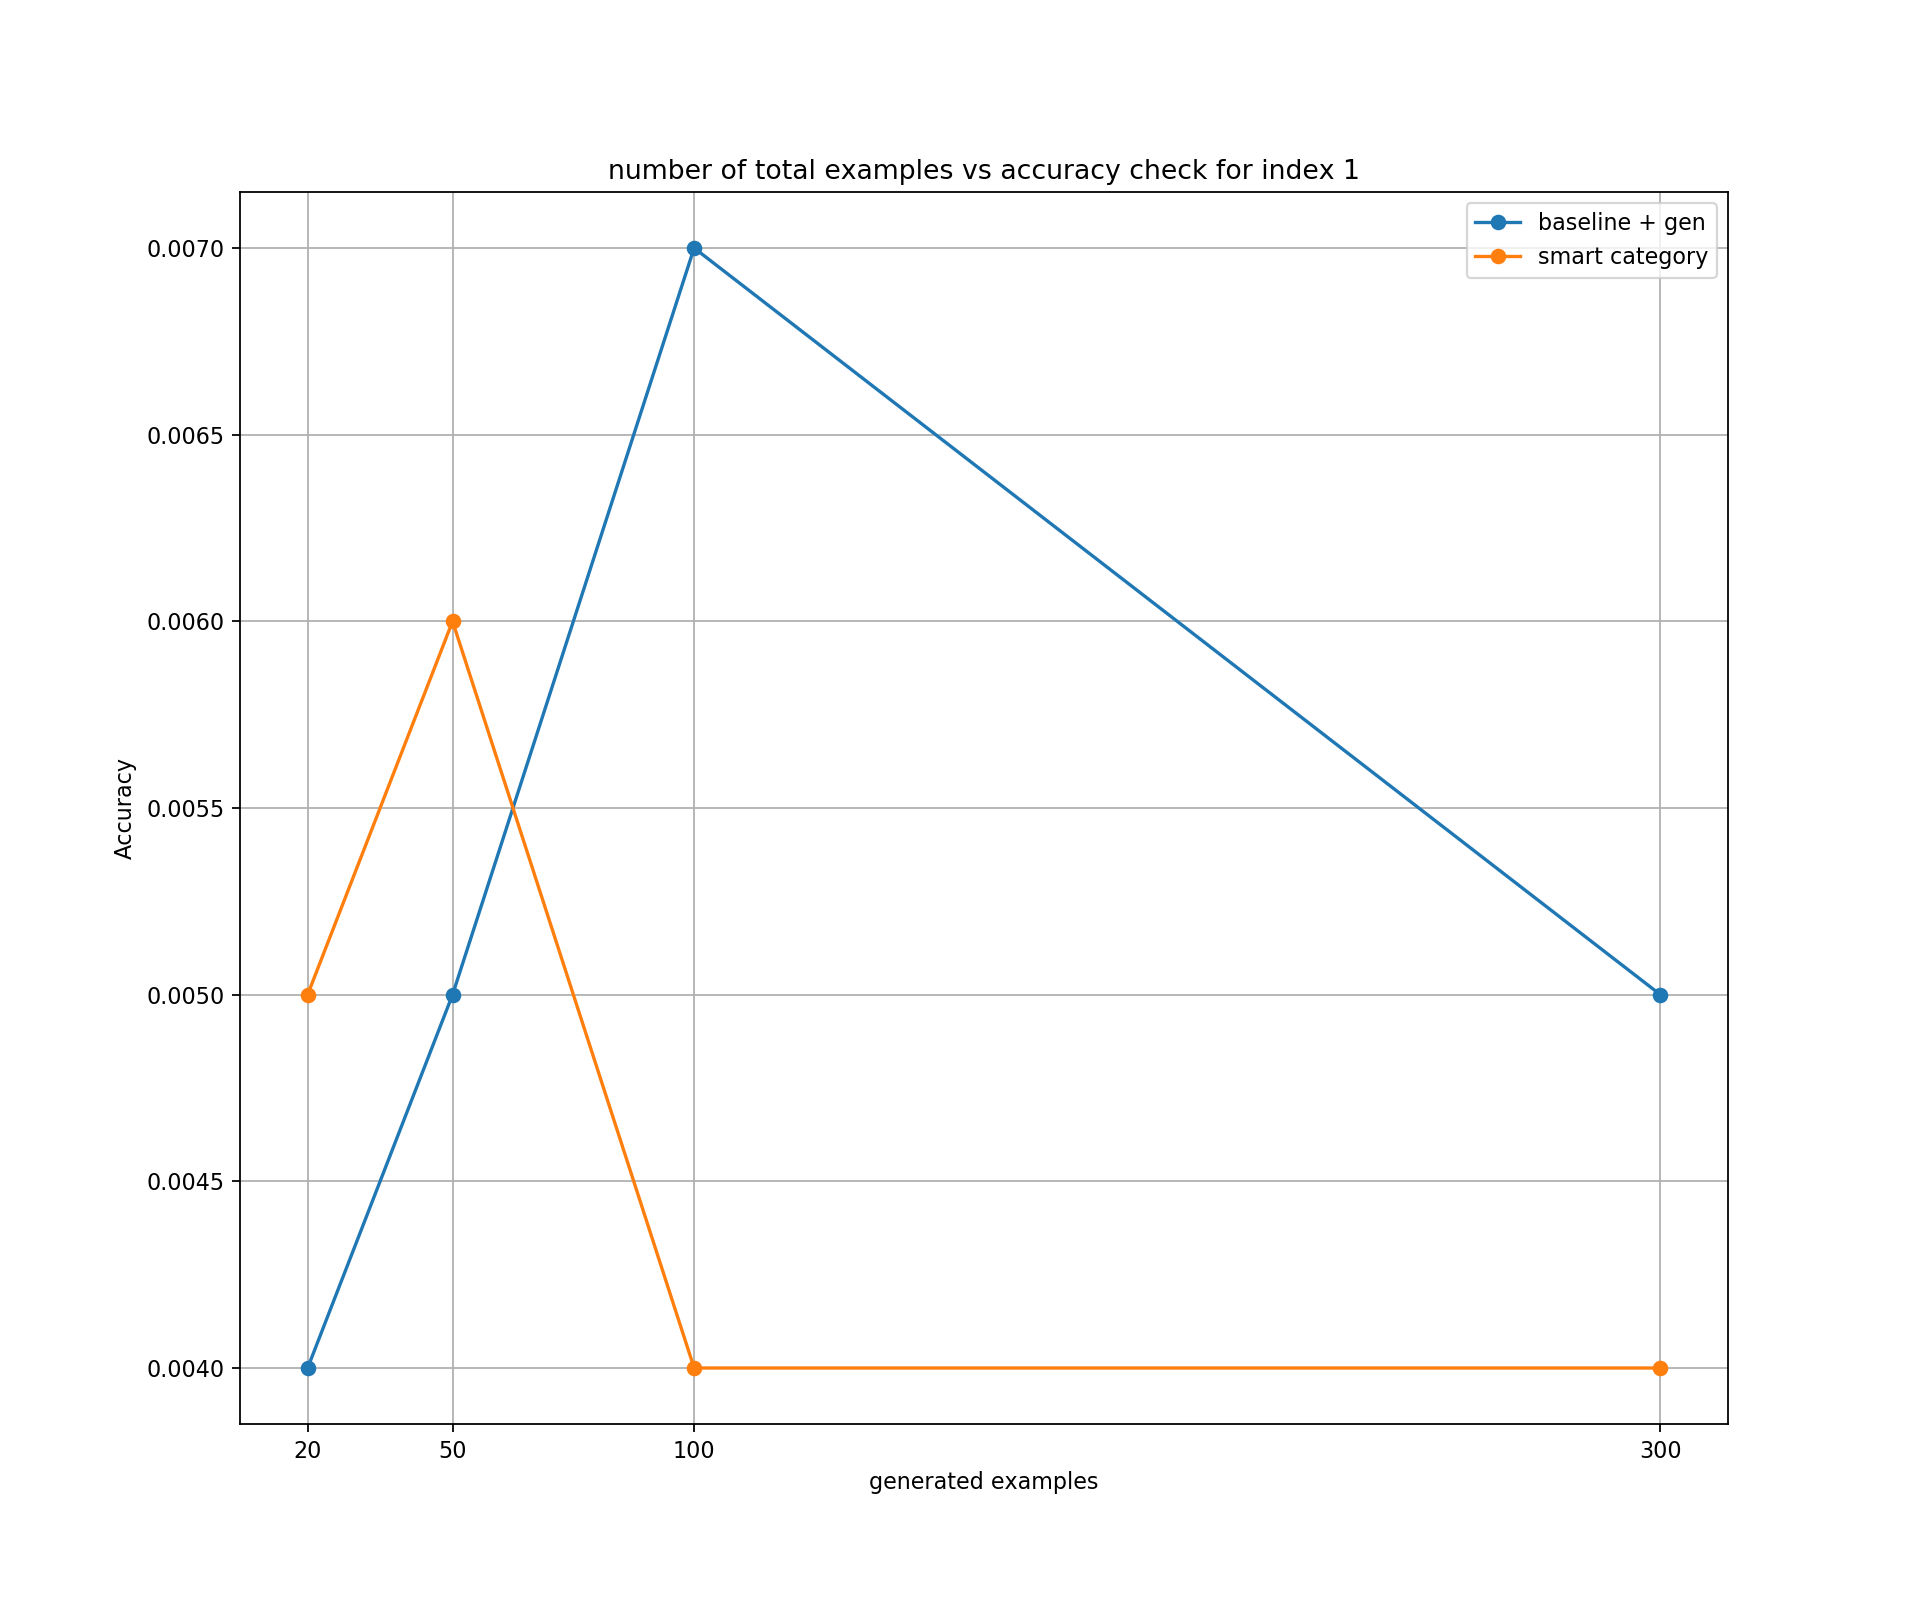 number of total examples vs accuracy check for index 1
baseline + gen
smart category
0.0070
0.0065
0.0060
0.0055
0.0050
0.0045
0.0040
Accuracy
20 50 100 300
generated examples